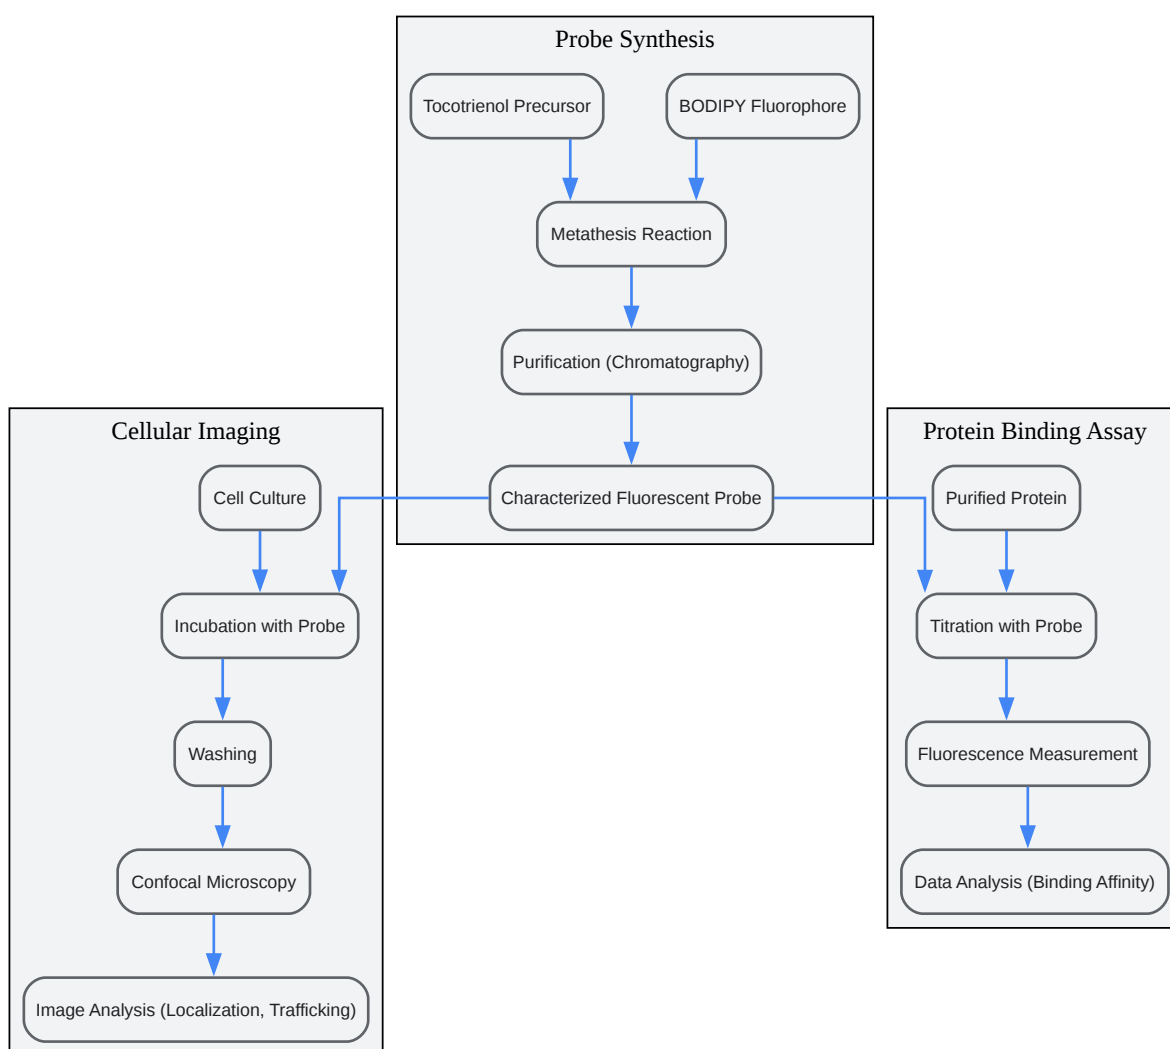 Probe Synthesis
Tocotrienol Precursor
BODIPY Fluorophore
Metathesis Reaction
Purification (Chromatography)
Characterized Fluorescent Probe
Cellular Imaging
Cell Culture
Incubation with Probe
Washing
Confocal Microscopy
Image Analysis (Localization, Trafficking)
Protein Binding Assay
Purified Protein
Titration with Probe
Fluorescence Measurement
Data Analysis (Binding Affinity)